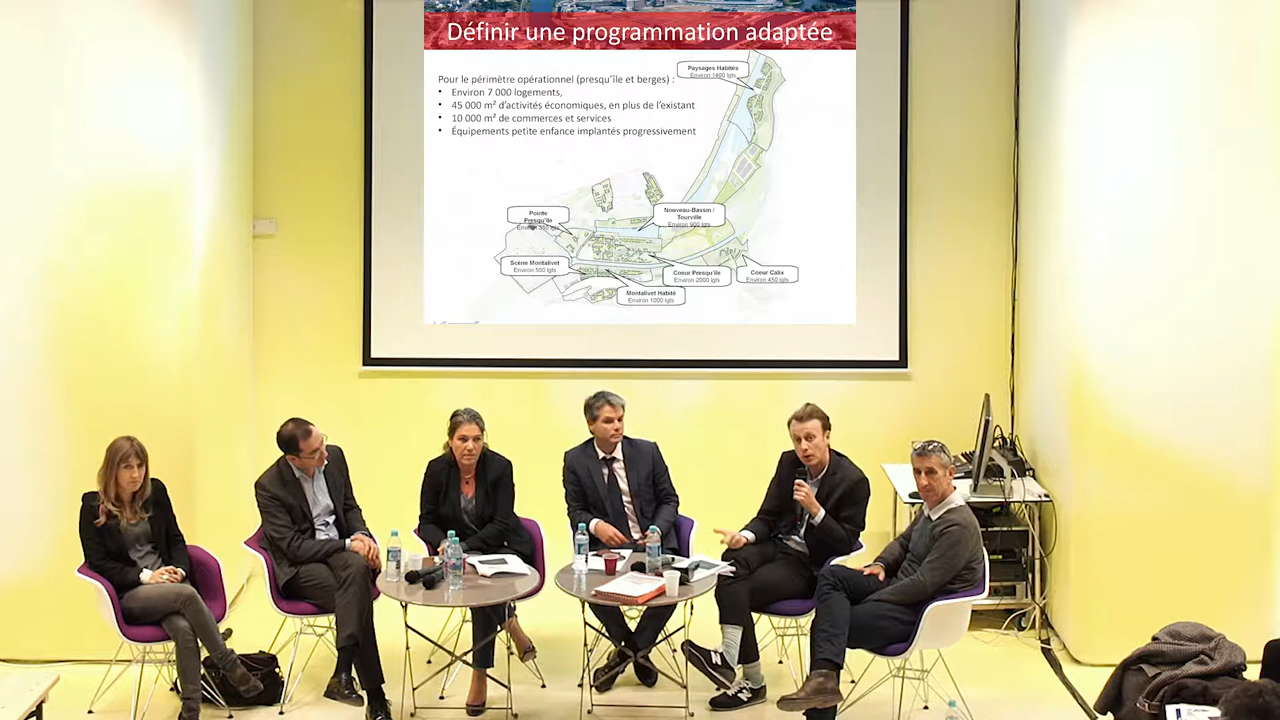 Définir une programmation adaptée
Pour le périmètre opérationnel (presqu'île et berges) :
• Environ 7 000 logements,
• 45 000 m² d'activités économiques, en plus de l'existant
• 10 000 m² de commerces et services
• Équipements petite enfance implantés progressivement
Paysages Habités
Environ 1400 lgts
Pointe
Presqu'île
Environ 350 lgts
Nouveau-Bassin /
Tourville
Environ 900 lgts
Scène Montalivet
Environ 500 lgts
Coeur Presqu'île
Environ 2000 lgts
Coeur Calix
Environ 450 lgts
Montalivet Habité
Environ 1000 lgts